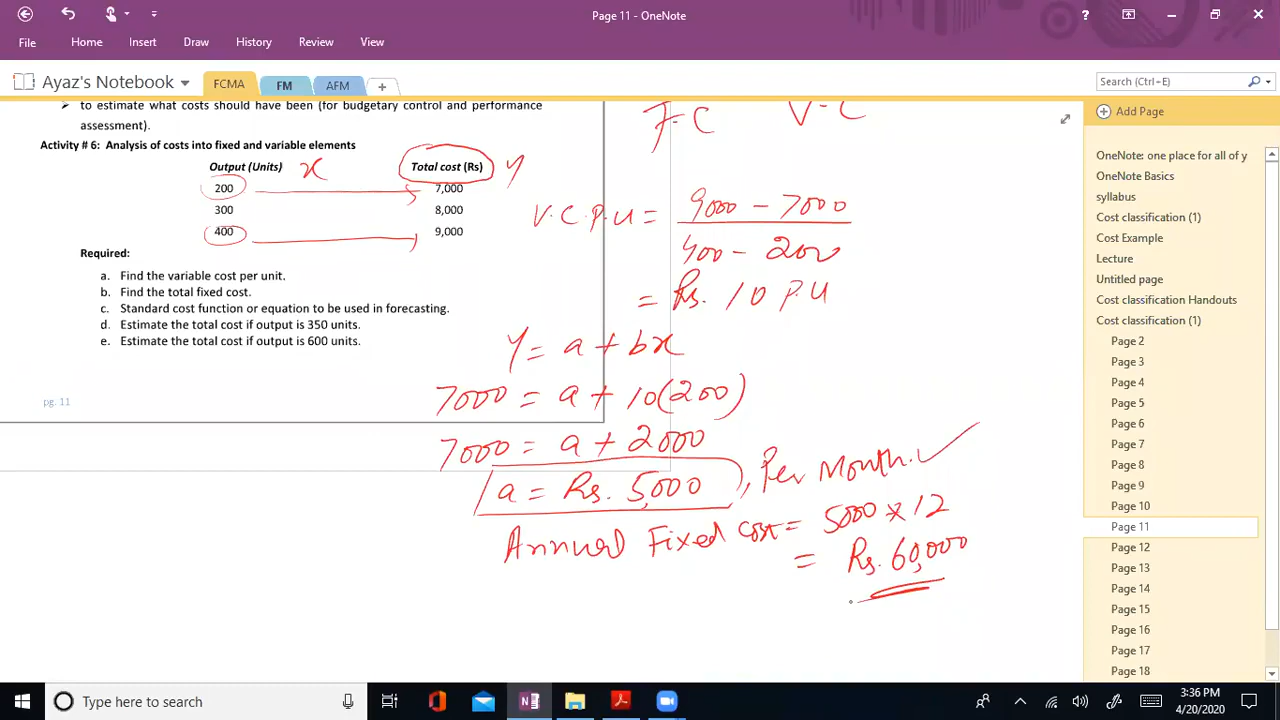 Page 11 - OneNote
File Home Insert Draw History Review View
Ayaz's Notebook FCMA FM AFM
Search (Ctrl+E)
to estimate what costs should have been (for budgetary control and performance
assessment).
Activity # 6: Analysis of costs into fixed and variable elements
Output (Units) x Total cost (Rs) y
200 7,000
300 8,000
400 9,000
Required:
a. Find the variable cost per unit.
b. Find the total fixed cost.
c. Standard cost function or equation to be used in forecasting.
d. Estimate the total cost if output is 350 units.
e. Estimate the total cost if output is 600 units.
pg. 11
F.C V-C
V.C.P.U = 9000 - 7000
400 - 200
= Rs. 10 P.U
Y = a + bx
7000 = a + 10(200)
7000 = a + 2000
a = Rs. 5,000, Per Month.
Annual Fixed cost = 5000 x 12
= Rs. 60,000
Add Page
OneNote: one place for all of y
OneNote Basics
syllabus
Cost classification (1)
Cost Example
Lecture
Untitled page
Cost classification Handouts
Cost classification (1)
Page 2
Page 3
Page 4
Page 5
Page 6
Page 7
Page 8
Page 9
Page 10
Page 11
Page 12
Page 13
Page 14
Page 15
Page 16
Page 17
Page 18
Type here to search
3:36 PM
4/20/2020